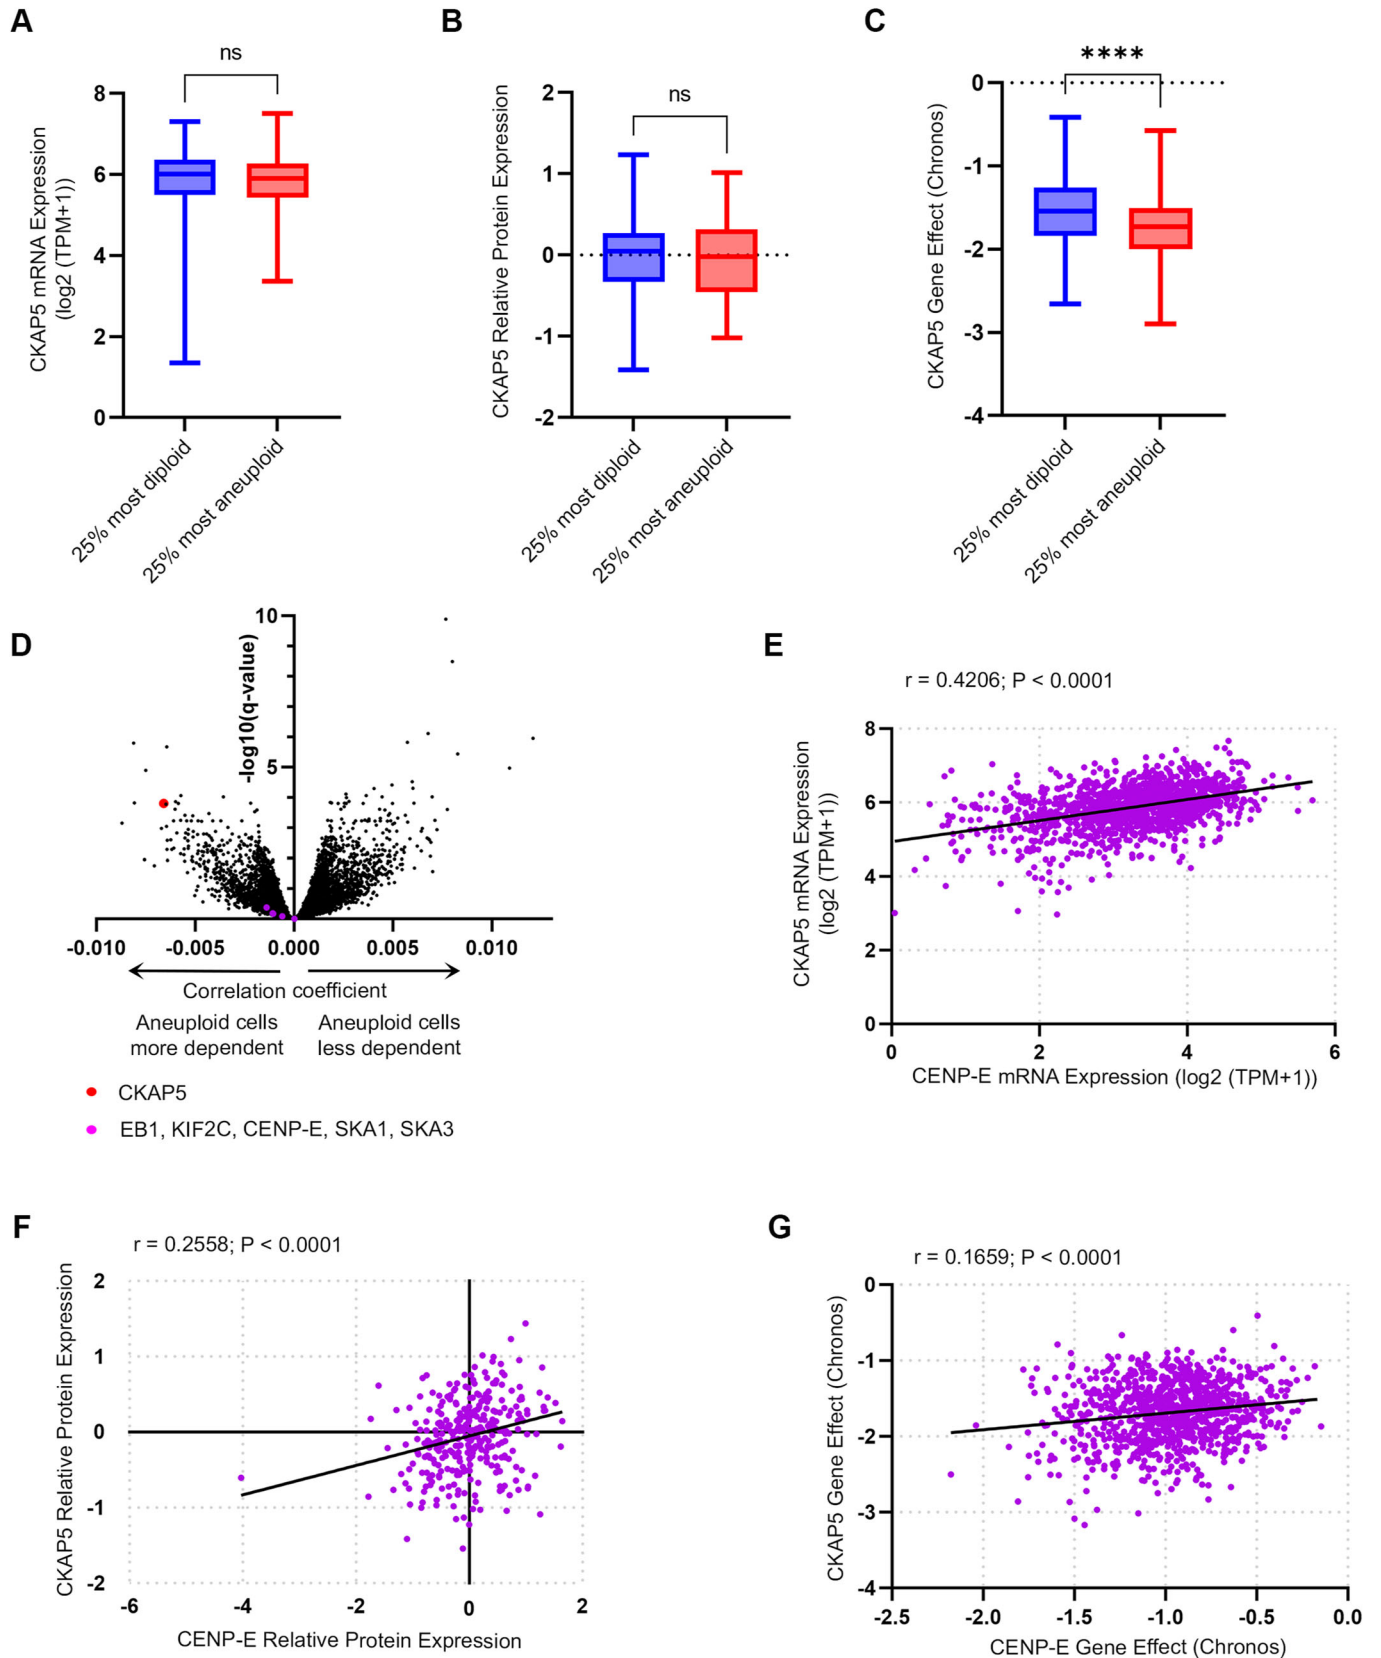 A
ns
CKAP5 mRNA Expression
(log2 (TPM+1))
8
6
4
2
0
25% most diploid
25% most aneuploid
B
ns
CKAP5 Relative Protein Expression
2
1
0
-1
-2
25% most diploid
25% most aneuploid
C
****
CKAP5 Gene Effect (Chronos)
0
-1
-2
-3
-4
25% most diploid
25% most aneuploid
D
-log10(q-value)
10
5
-0.010 -0.005 0.000 0.005 0.010
Correlation coefficient
Aneuploid cells
more dependent
Aneuploid cells
less dependent
CKAP5
EB1, KIF2C, CENP-E, SKA1, SKA3
E
r = 0.4206; P < 0.0001
CKAP5 mRNA Expression
(log2 (TPM+1))
8
6
4
2
0
0 2 4 6
CENP-E mRNA Expression (log2 (TPM+1))
F
r = 0.2558; P < 0.0001
CKAP5 Relative Protein Expression
2
1
0
-1
-2
-6 -4 -2 0 2
CENP-E Relative Protein Expression
G
r = 0.1659; P < 0.0001
CKAP5 Gene Effect (Chronos)
0
-1
-2
-3
-4
-2.5 -2.0 -1.5 -1.0 -0.5 0.0
CENP-E Gene Effect (Chronos)